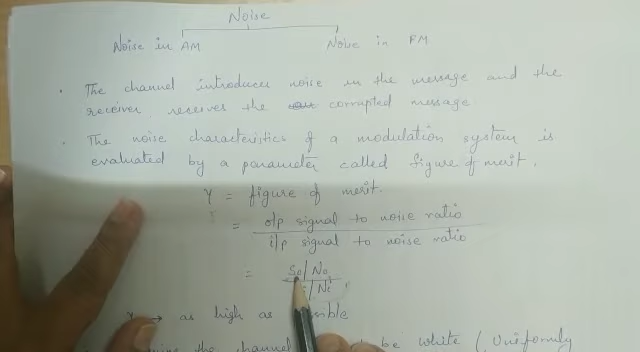 Noise
Noise in AM Noise in FM
. The channel introduces noise in the message and the
receiver receives the corrupted message
. The noise characteristics of a modulation system is
evaluated by a parameter called figure of merit.
γ = figure of merit.
= o/p signal to noise ratio
i/p signal to noise ratio
= So/No
/Ni
γ → as high as
the channel be white (Uniformly